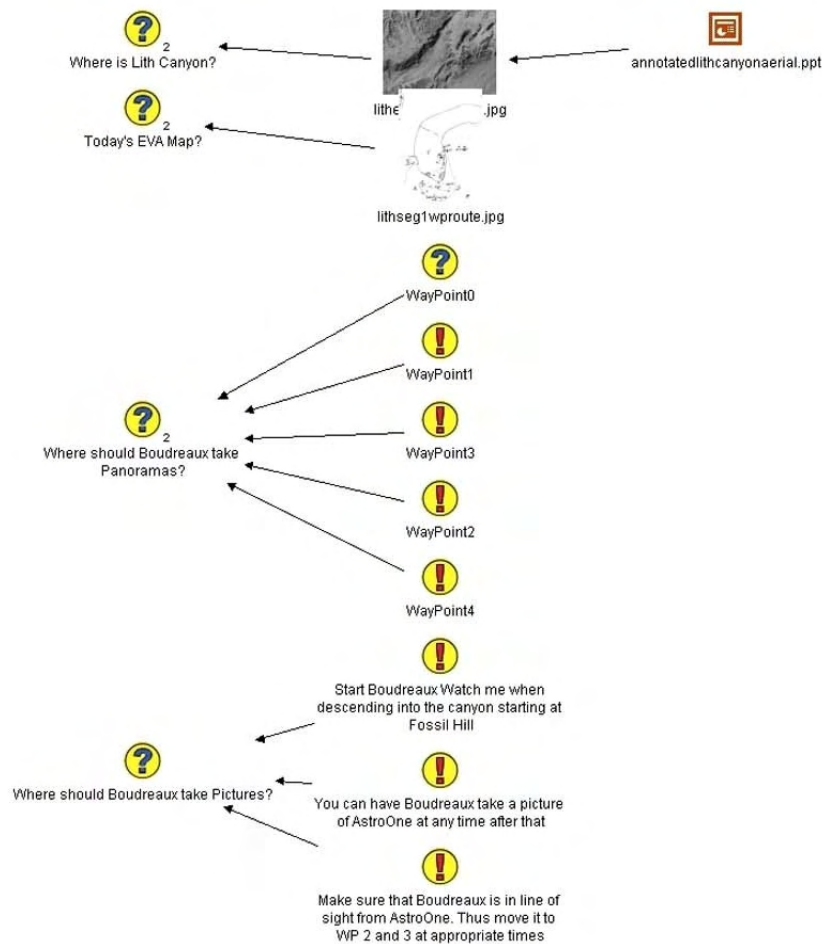 2
Where is Lith Canyon?
annotatedlithcanyonaerial.ppt
lithe
.jpg
2
Today's EVA Map?
lithseg1wproute.jpg
WayPoint0
WayPoint1
2
Where should Boudreaux take
Panoramas?
WayPoint3
WayPoint2
WayPoint4
Start Boudreaux Watch me when
descending into the canyon starting at
Fossil Hill
Where should Boudreaux take Pictures?
You can have Boudreaux take a picture
of AstroOne at any time after that
Make sure that Boudreaux is in line of
sight from AstroOne. Thus move it to
WP 2 and 3 at appropriate times